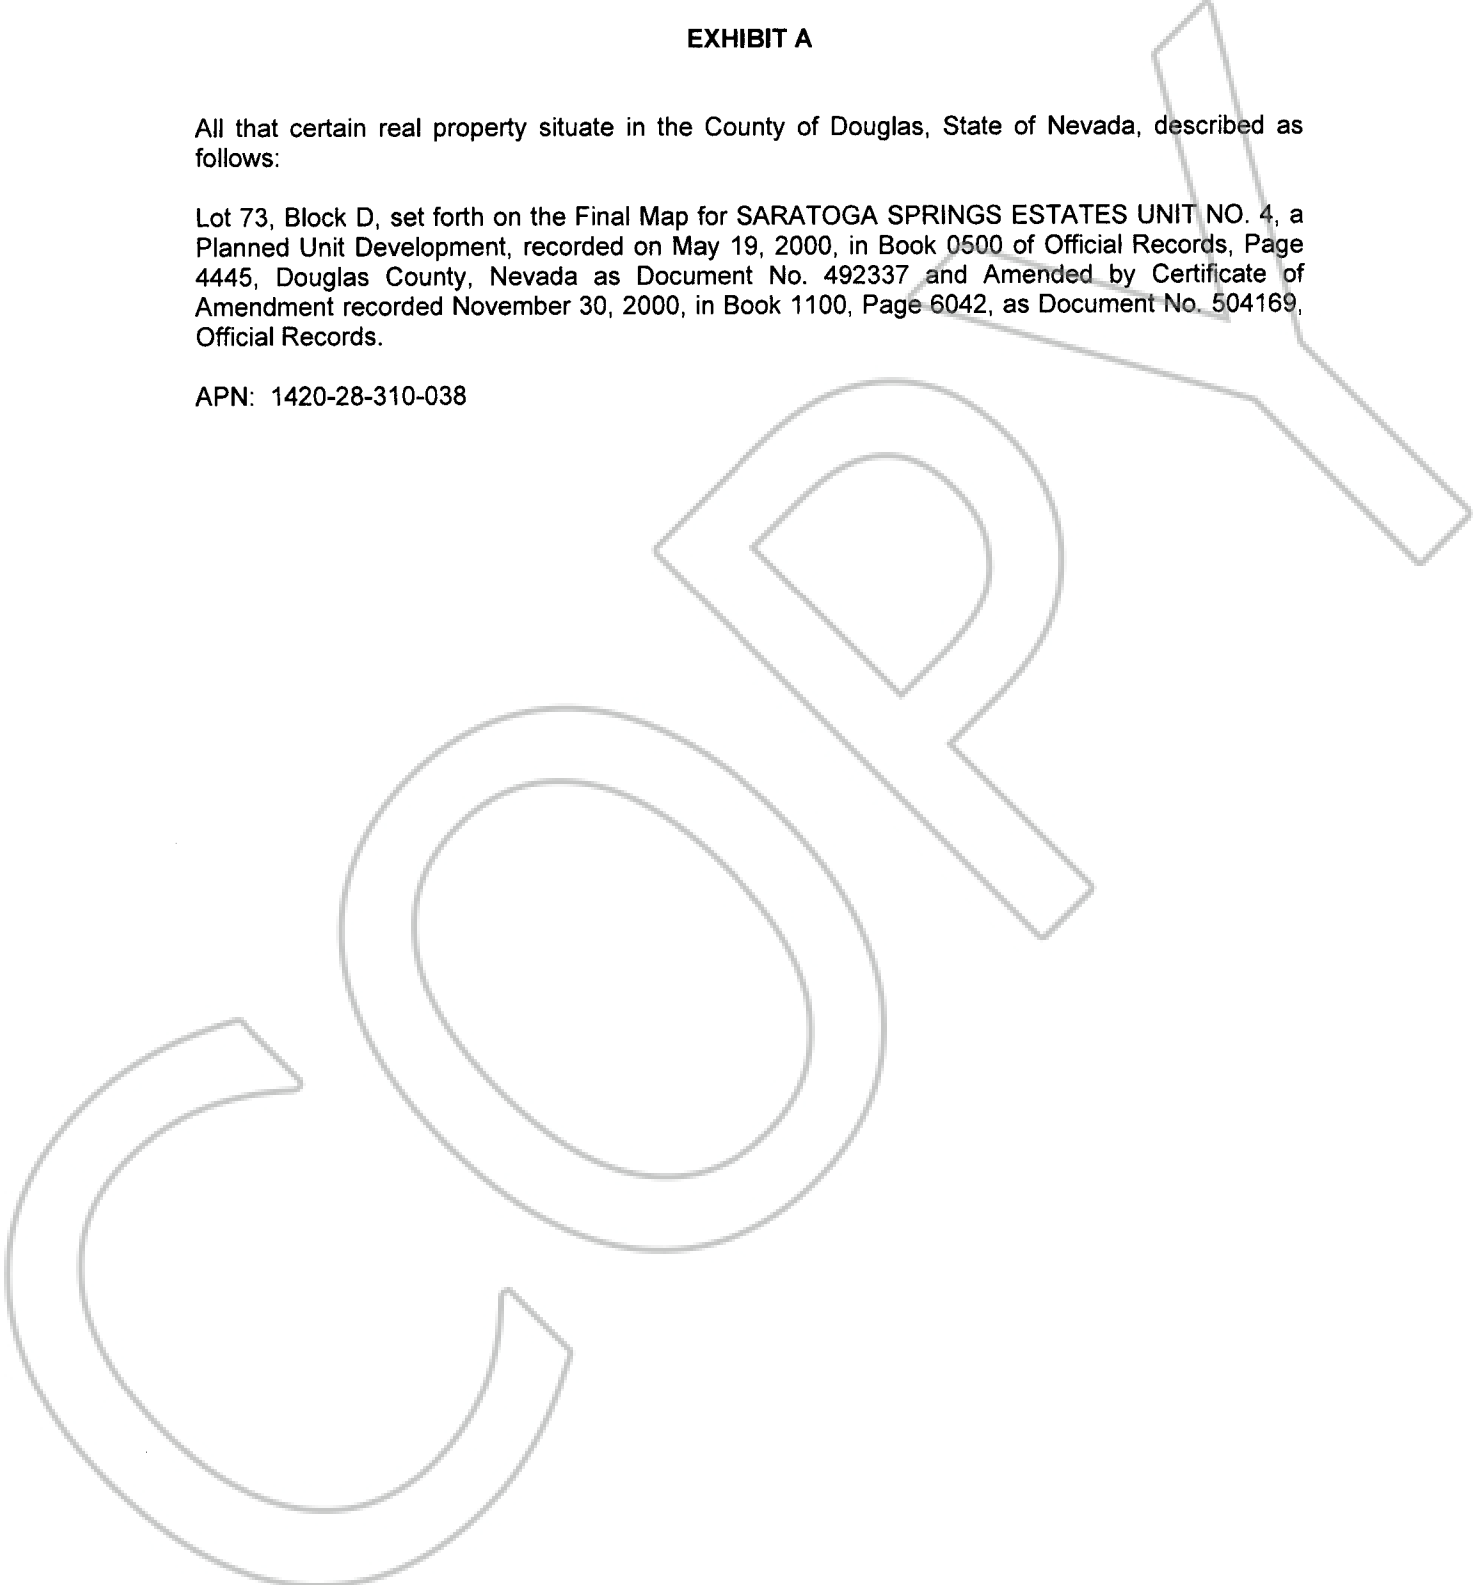 EXHIBIT A
All that certain real property situate in the County of Douglas, State of Nevada, described as
follows:
Lot 73, Block D, set forth on the Final Map for SARATOGA SPRINGS ESTATES UNIT NO. 4, a
Planned Unit Development, recorded on May 19, 2000, in Book 0500 of Official Records, Page
4445, Douglas County, Nevada as Document No. 492337 and Amended by Certificate of
Amendment recorded November 30, 2000, in Book 1100, Page 6042, as Document No. 504169,
Official Records.
APN: 1420-28-310-038
COPY